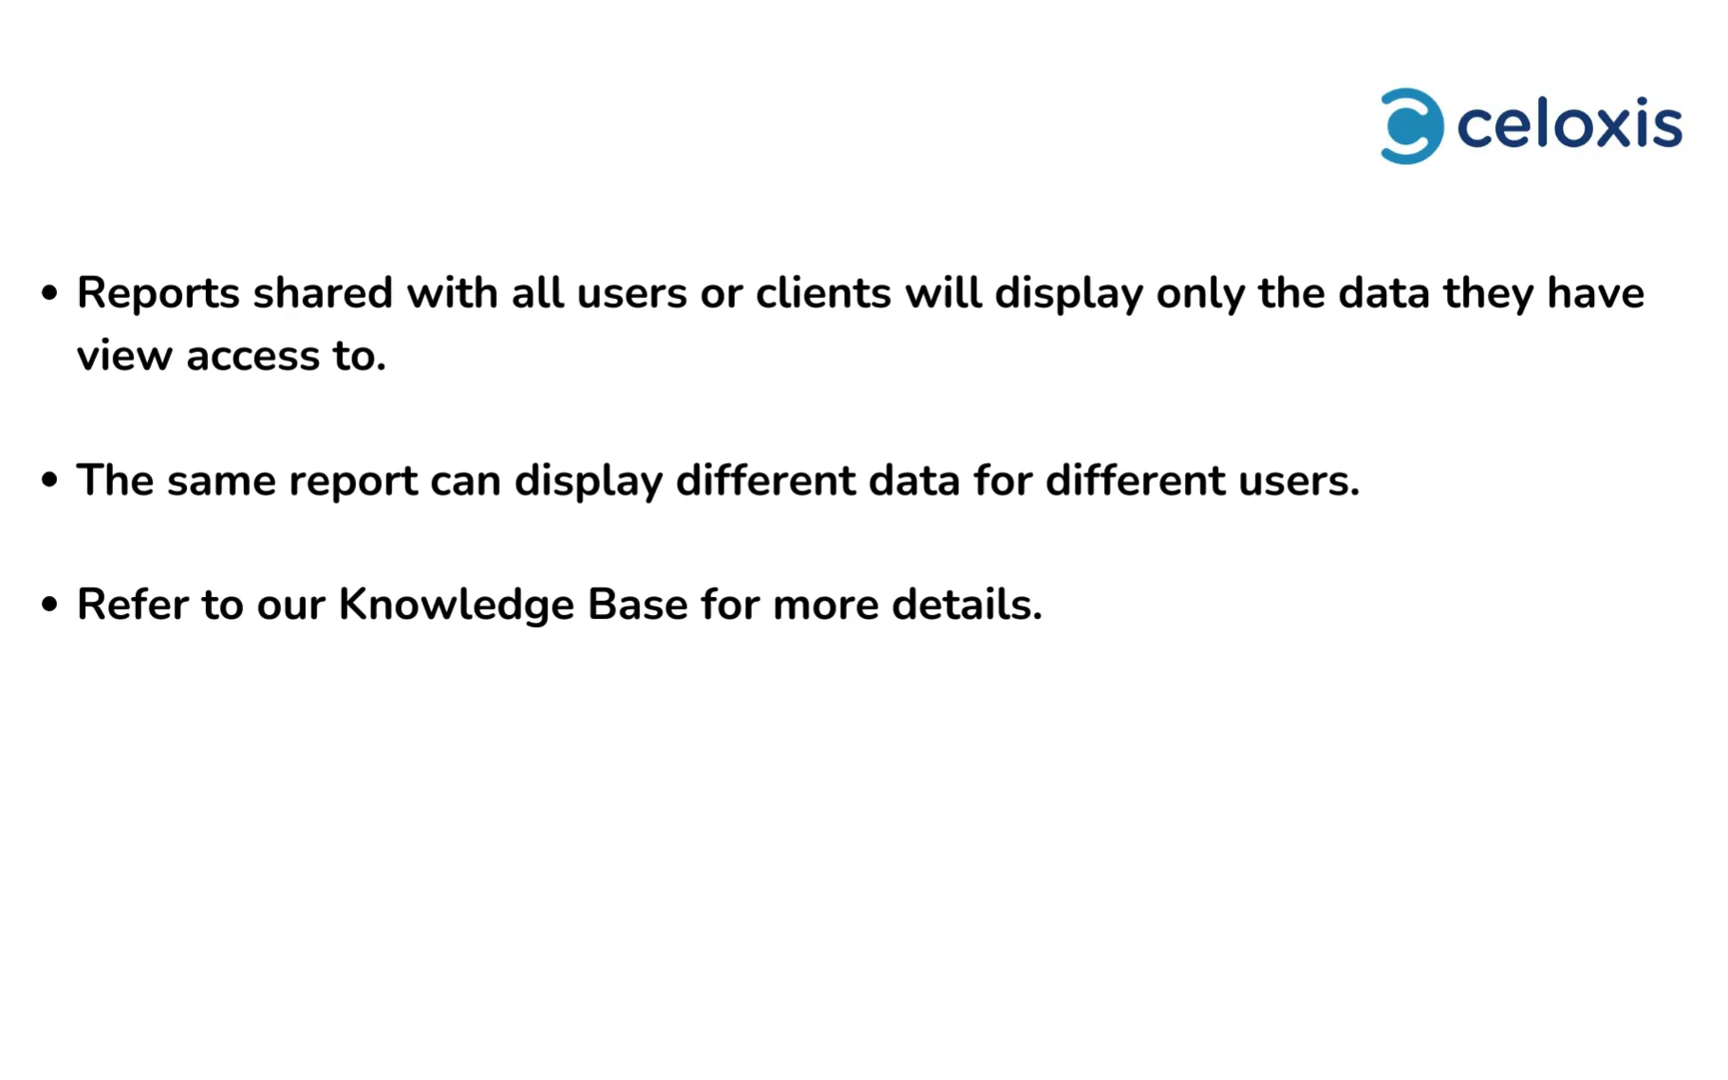 celoxis
• Reports shared with all users or clients will display only the data they have
view access to.
• The same report can display different data for different users.
• Refer to our Knowledge Base for more details.